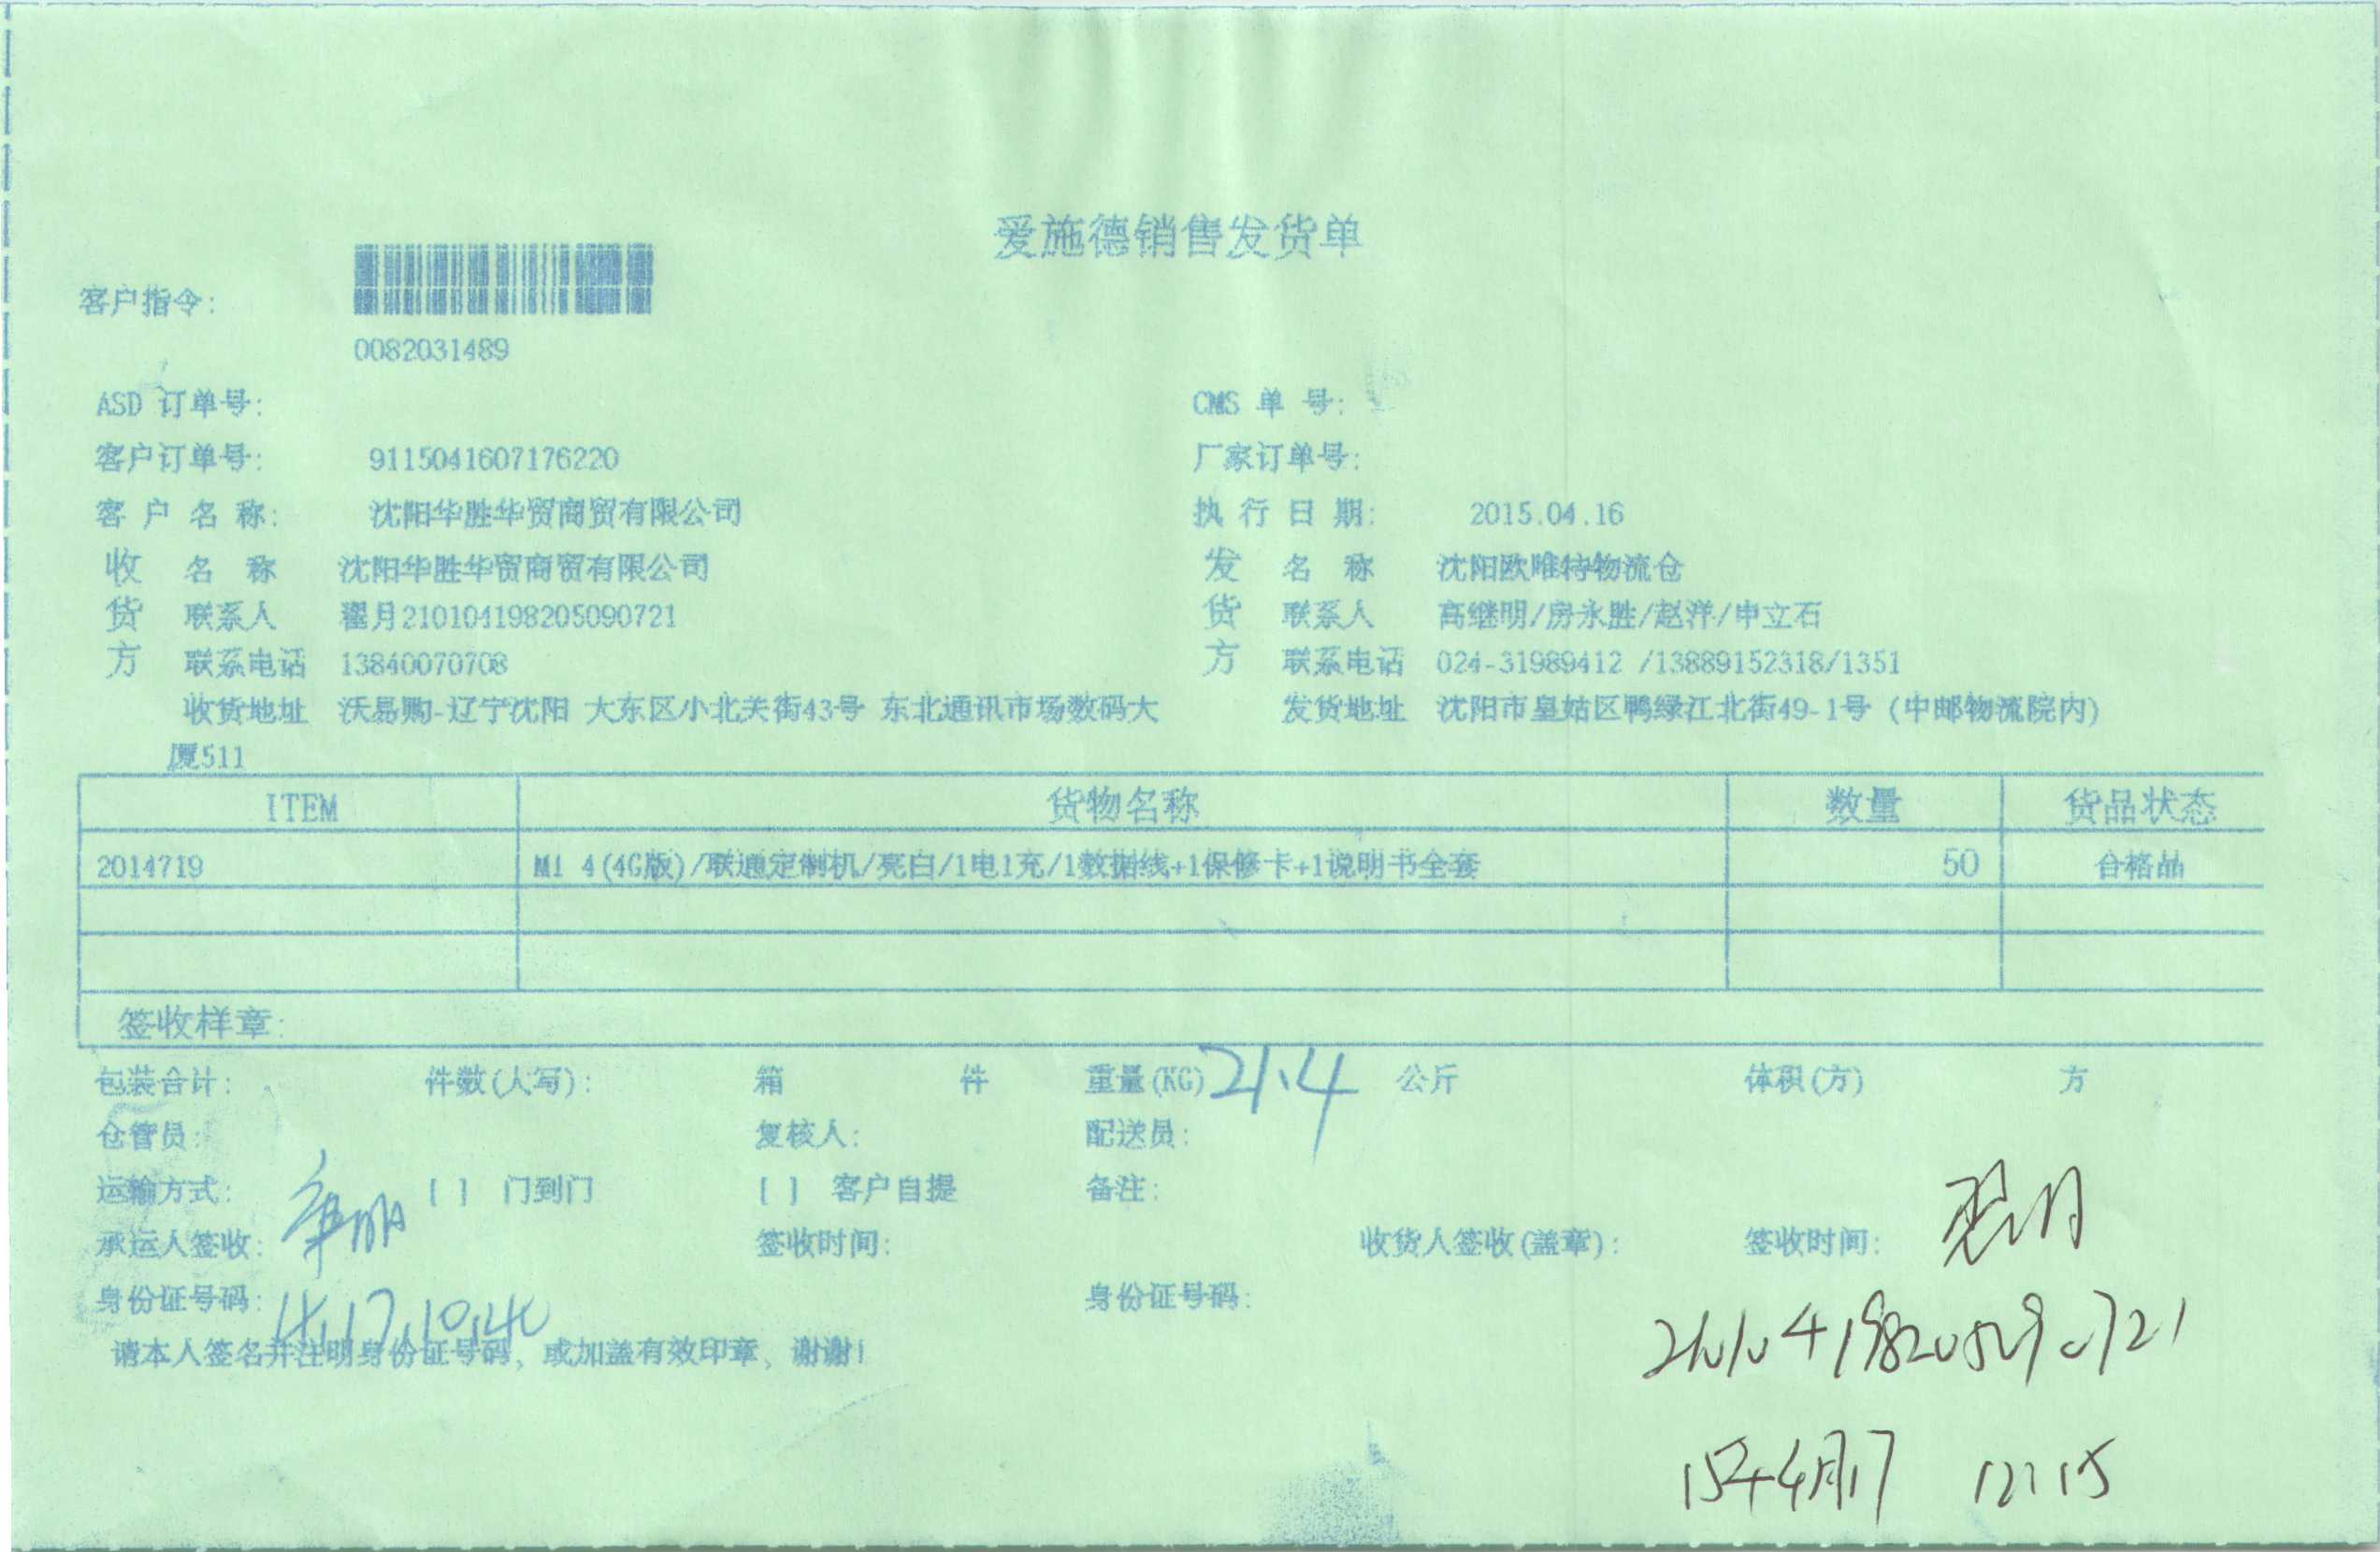 爱施德销售发货单
客户指令:
0082031489
ASD 订单号: CMS 单 号:
客户订单号: 9115041607176220 厂家订单号:
客 户 名 称: 沈阳华胜华贸商贸有限公司 执 行 日 期: 2015.04.16
收 名 称 沈阳华胜华贸商贸有限公司 发 名 称 沈阳欧唯特物流仓
货 联系人 翟月210104198205090721 货 联系人 高继明/房永胜/赵洋/申立石
方 联系电话 13840070708 方 联系电话 024-31989412 /13889152318/1351
收货地址 沃易购-辽宁沈阳 大东区小北关街43号 东北通讯市场数码大 发货地址 沈阳市皇姑区鸭绿江北街49-1号 (中邮物流院内)
厦511
ITEM 货物名称 数量 货品状态
2014719 MI 4(4G版)/联通定制机/亮白/1电1充/1数据线+1保修卡+1说明书全套 50 合格品
签收样章:
包装合计: 件数(大写): 箱 件 重量(KG) 21.4 公斤 体积(方) 方
仓管员: 复核人: 配送员:
运输方式: [ ] 门到门 [ ] 客户自提 备注:
承运人签收: 签收时间: 收货人签收(盖章): 签收时间: 翟月
身份证号码: 4.17.10.40 身份证号码: 210104198205090721
请本人签名并注明身份证号码, 或加盖有效印章、谢谢!
15年4月17 12:15